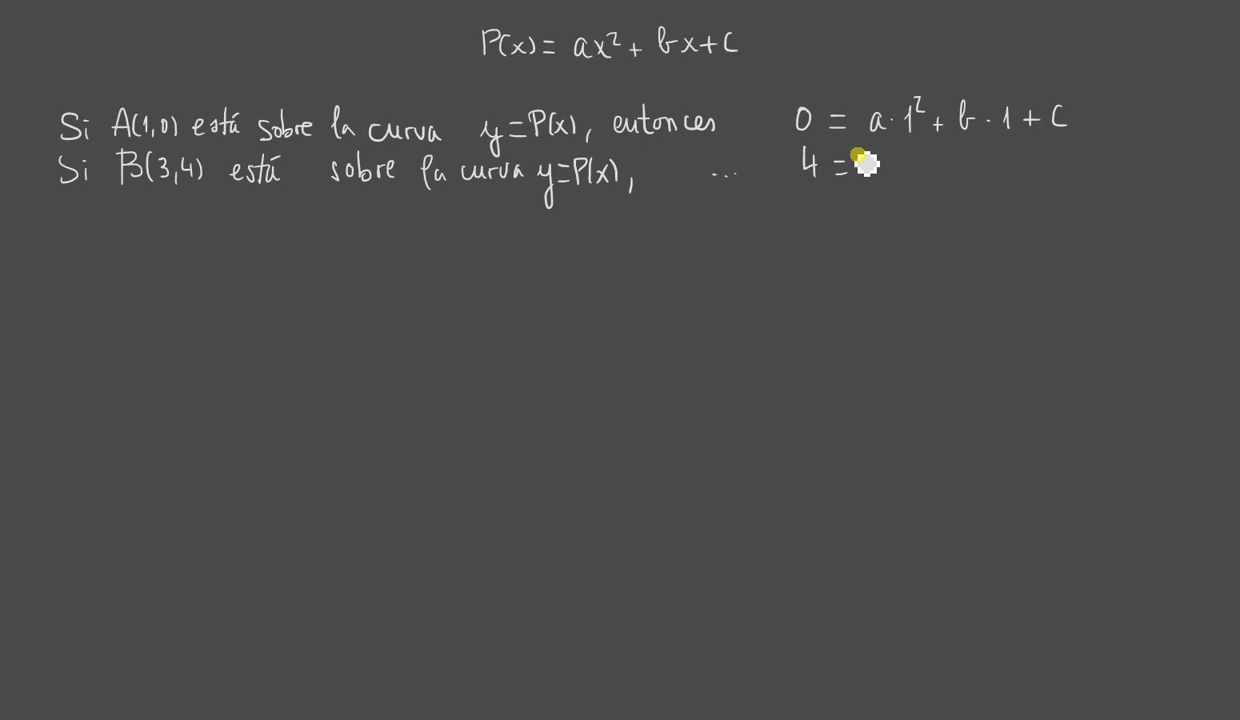 P(x) = ax² + bx + c
Si A(1,0) está sobre la curva y=P(x), entonces 0 = a·1² + b·1 + c
Si B(3,4) está sobre la curva y=P(x), ... 4 =